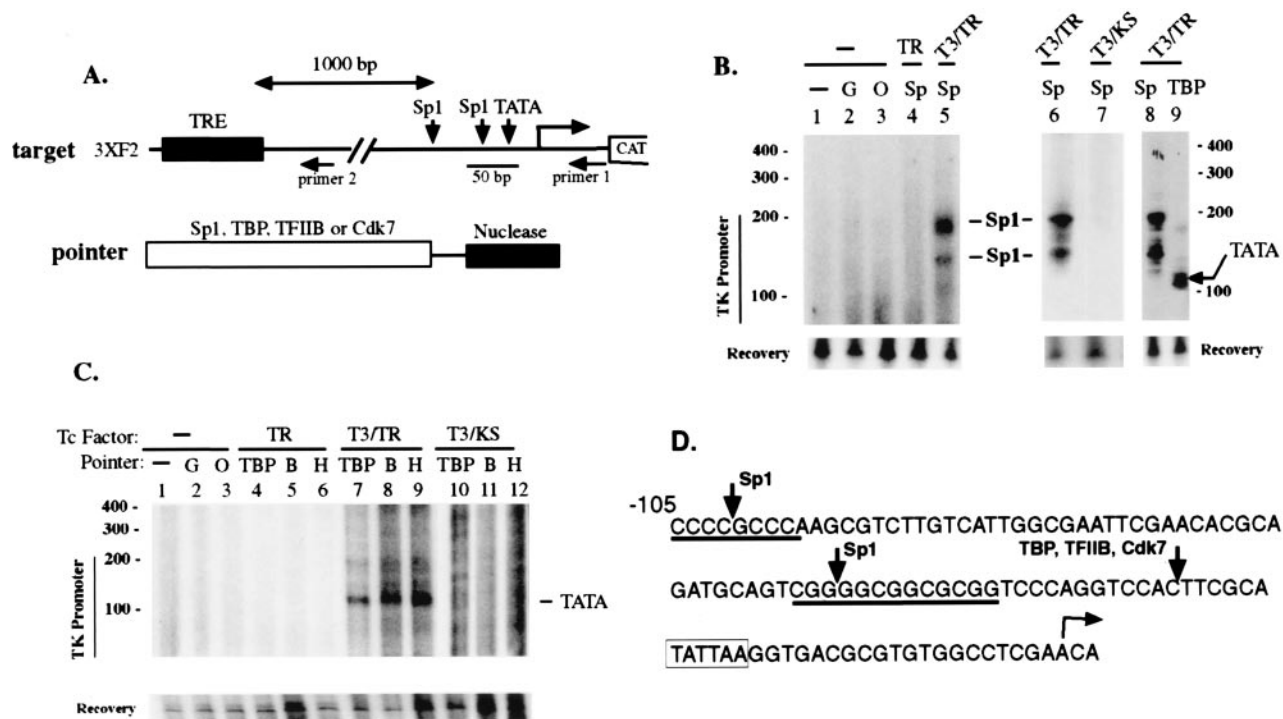 A.
1000 bp
TRE
Sp1 Sp1 TATA
target 3XF2
CAT
primer 2 50 bp primer 1
Sp1, TBP, TFIIB or Cdk7
Nuclease
pointer
B.
– TR T3/TR T3/TR T3/KS T3/TR
– G O Sp Sp Sp Sp Sp TBP
1 2 3 4 5 6 7 8 9
400 - - 400
300 - - 300
200 - – Sp1 – - 200
– Sp1 – TATA
100 - - 100
TK Promoter
Recovery Recovery
C.
Tc Factor: – TR T3/TR T3/KS
Pointer: – G O TBP B H TBP B H TBP B H
1 2 3 4 5 6 7 8 9 10 11 12
400 -
300 -
200 -
100 - – TATA
TK Promoter
Recovery
D.
Sp1
-105
CCCCGCCCAAGCGTCTTGTCATTGGCGAATTCGAACACGCA
Sp1 TBP, TFIIB, Cdk7
GATGCAGTCGGGGCGGCGCGGTCCCAGGTCCACTTCGCA
TATTAAGGTGACGCGTGTGGCCTCGAACA